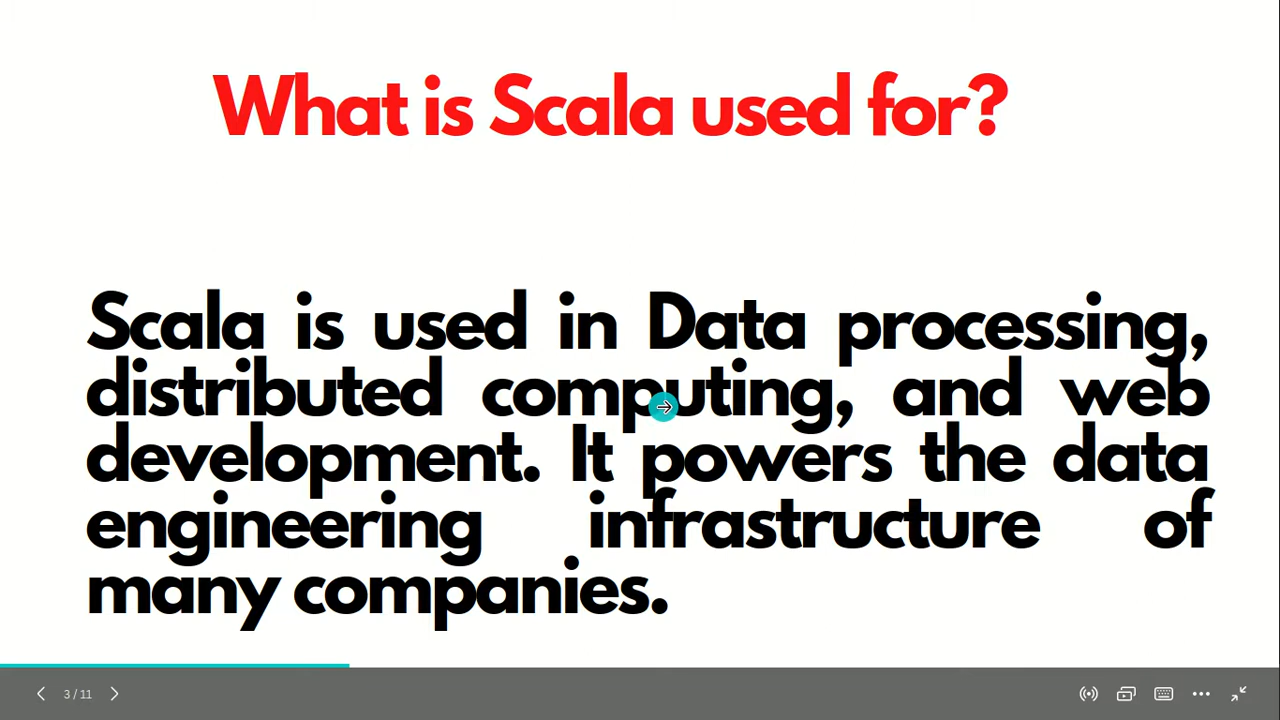 What is Scala used for?
Scala is used in Data processing,
distributed computing, and web
development. It powers the data
engineering infrastructure of
many companies.
3 / 11